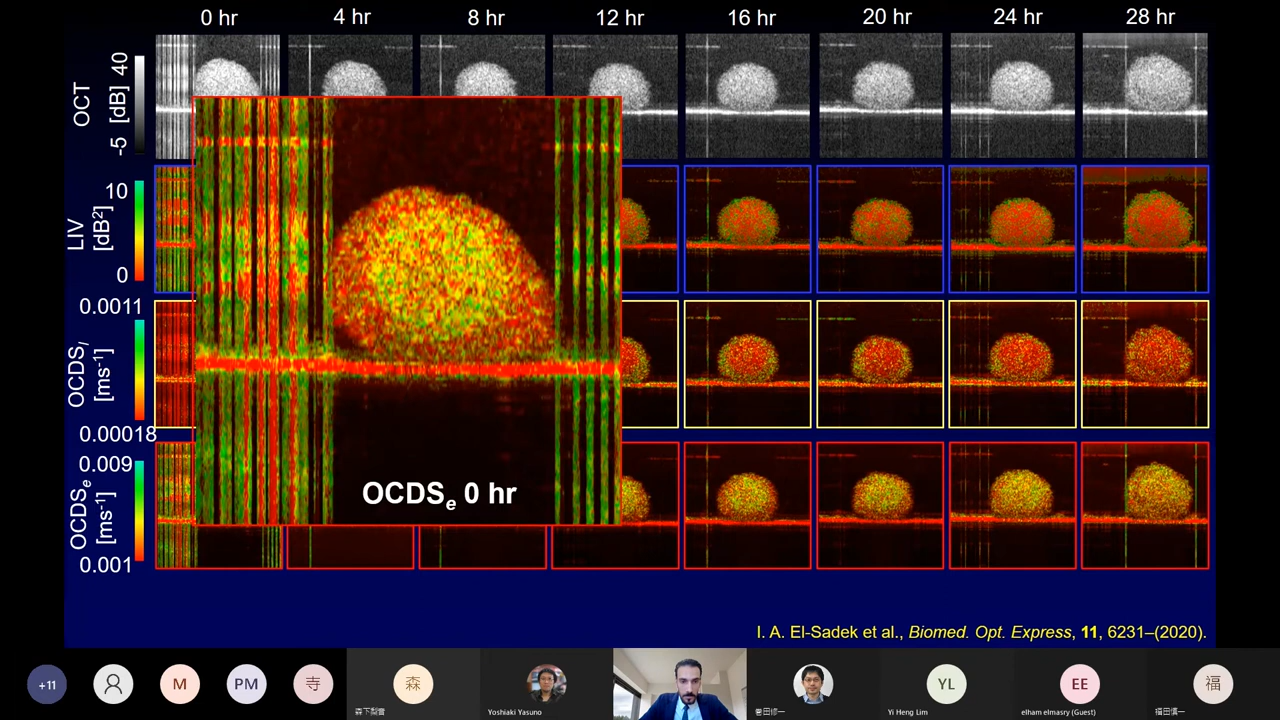 0 hr 4 hr 8 hr 12 hr 16 hr 20 hr 24 hr 28 hr
OCT [dB] 40 -5
LIV [dB²] 10 0
OCDSₗ [ms⁻¹] 0.0011 0.00018
OCDSₑ [ms⁻¹] 0.009 0.001
OCDSₑ 0 hr
I. A. El-Sadek et al., Biomed. Opt. Express, 11, 6231–(2020).
+11 M PM 寺 森 YL EE 福
Yoshiaki Yasuno Yi Heng Lim elham elmasry (Guest)